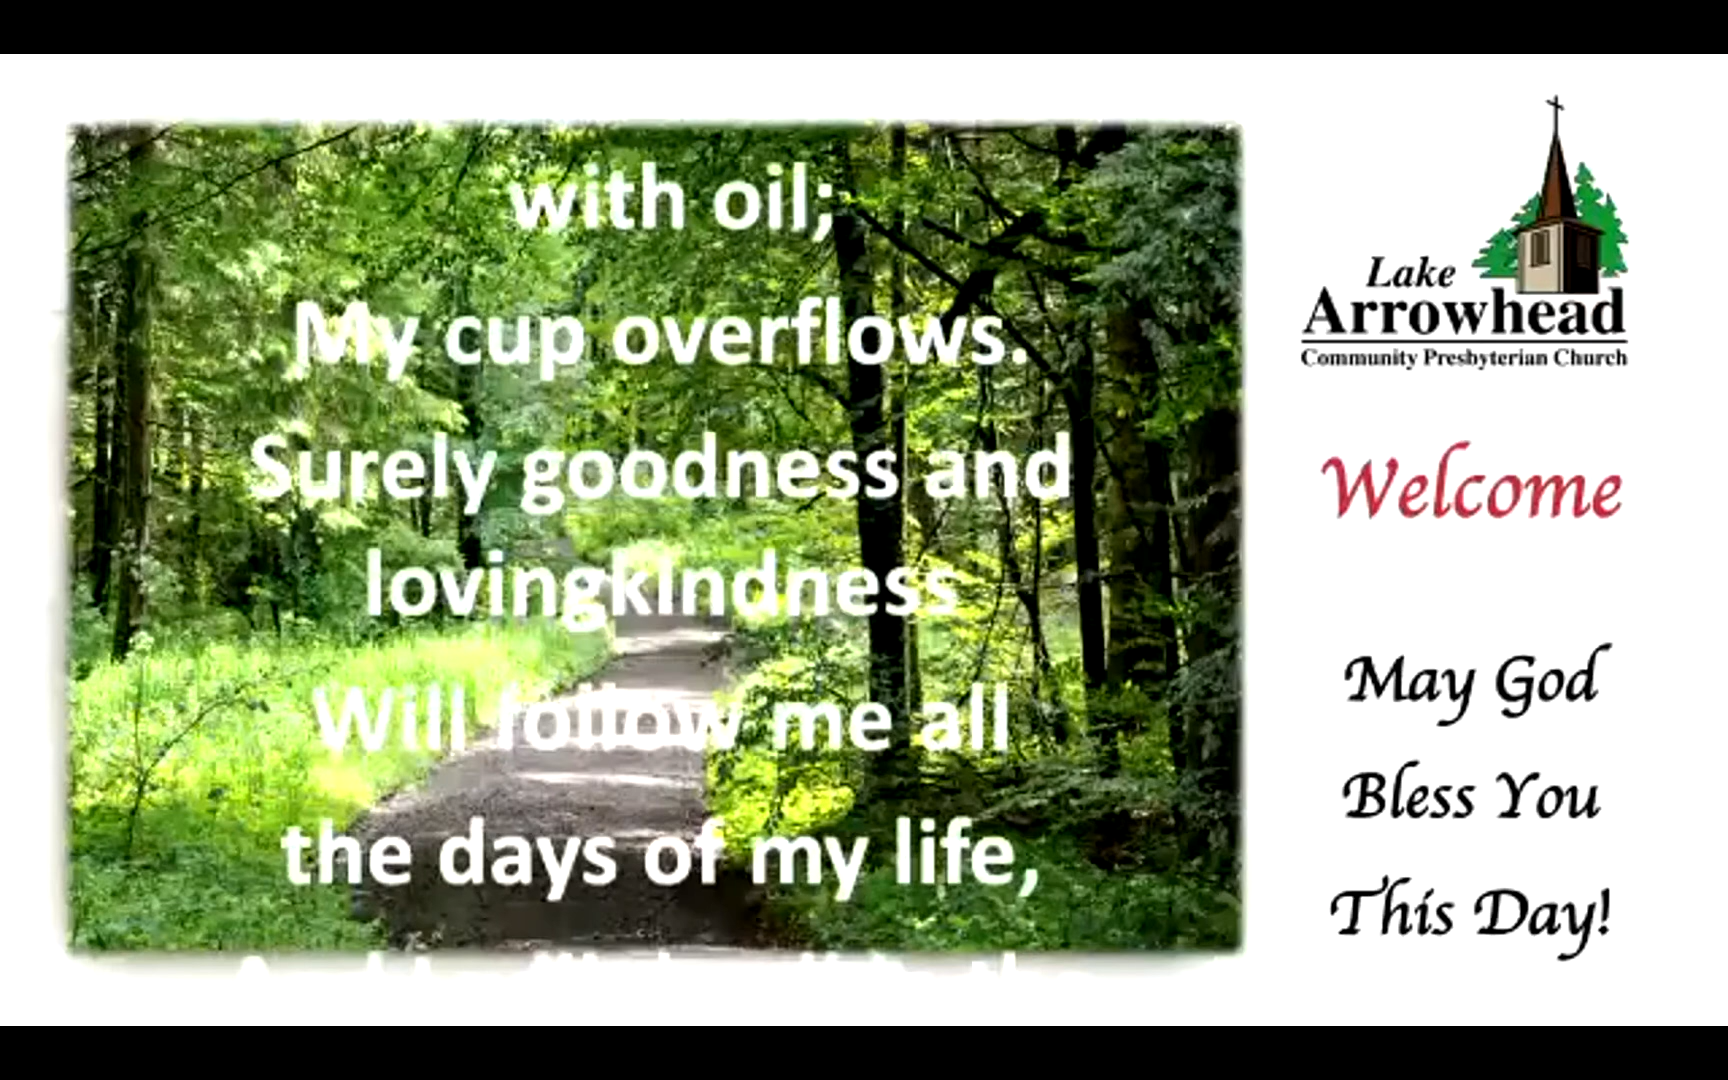 with oil;
My cup overflows.
Surely goodness and
lovingkindness
Will follow me all
the days of my life,
Lake
Arrowhead
Community Presbyterian Church
Welcome
May God
Bless You
This Day!